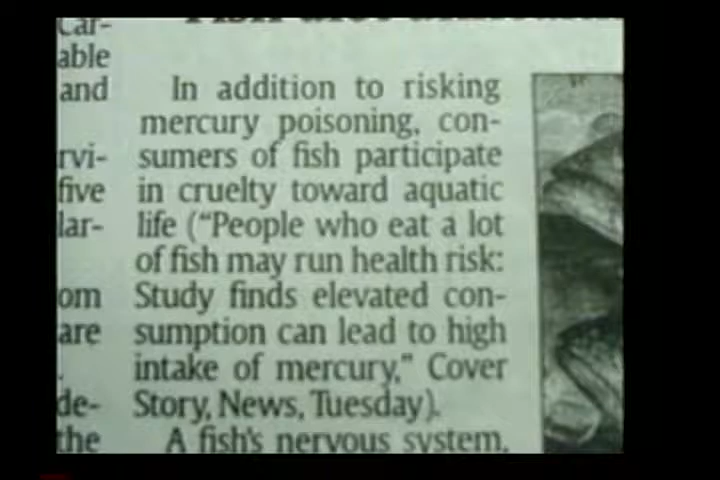 Fish
Car-
able
and
rvi-
five
lar-
om
are
.
de-
the
In addition to risking
mercury poisoning, con-
sumers of fish participate
in cruelty toward aquatic
life (“People who eat a lot
of fish may run health risk:
Study finds elevated con-
sumption can lead to high
intake of mercury,” Cover
Story, News, Tuesday).
A fish's nervous system,